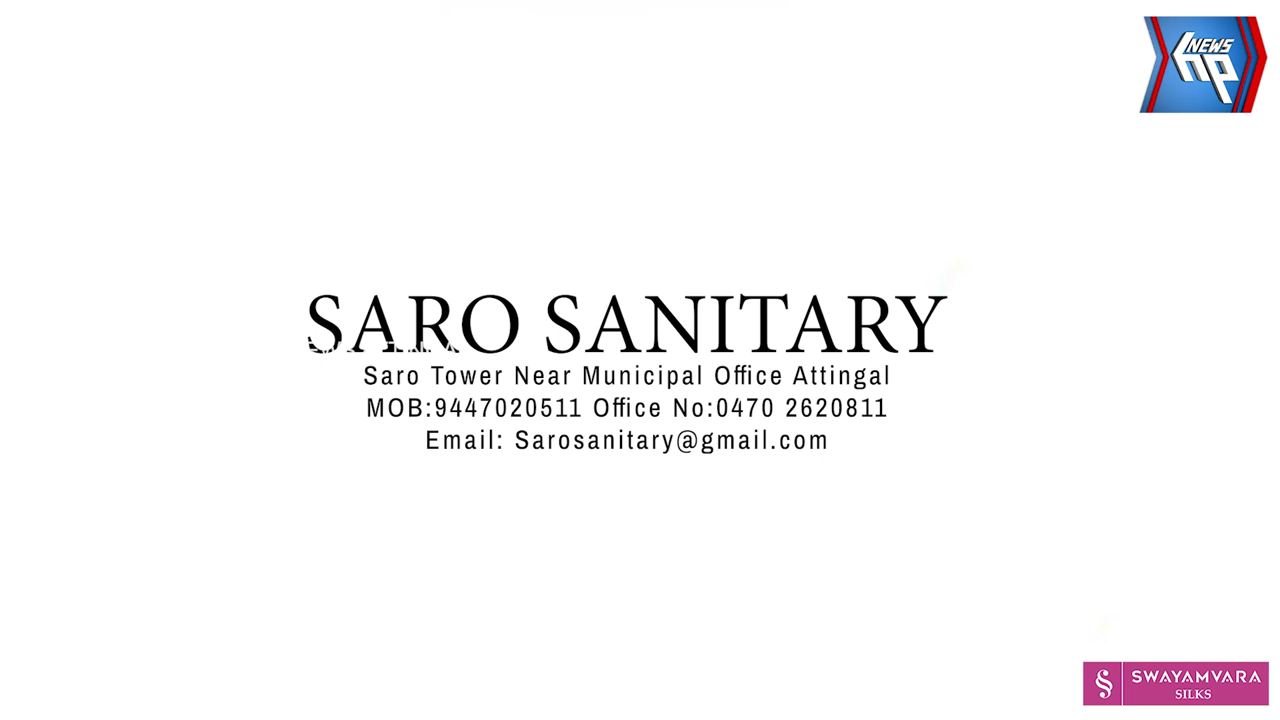 NEWS
np
SARO SANITARY
Saro Tower Near Municipal Office Attingal
MOB:9447020511 Office No:0470 2620811
Email: Sarosanitary@gmail.com
SWAYAMVARA
SILKS